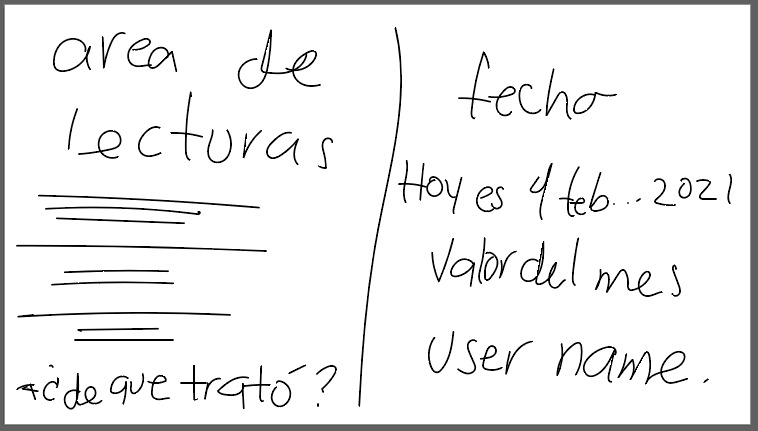 area de
lecturas
¿de que trató?
fecha
Hoy es 4 feb...2021
Valor del mes
User name.